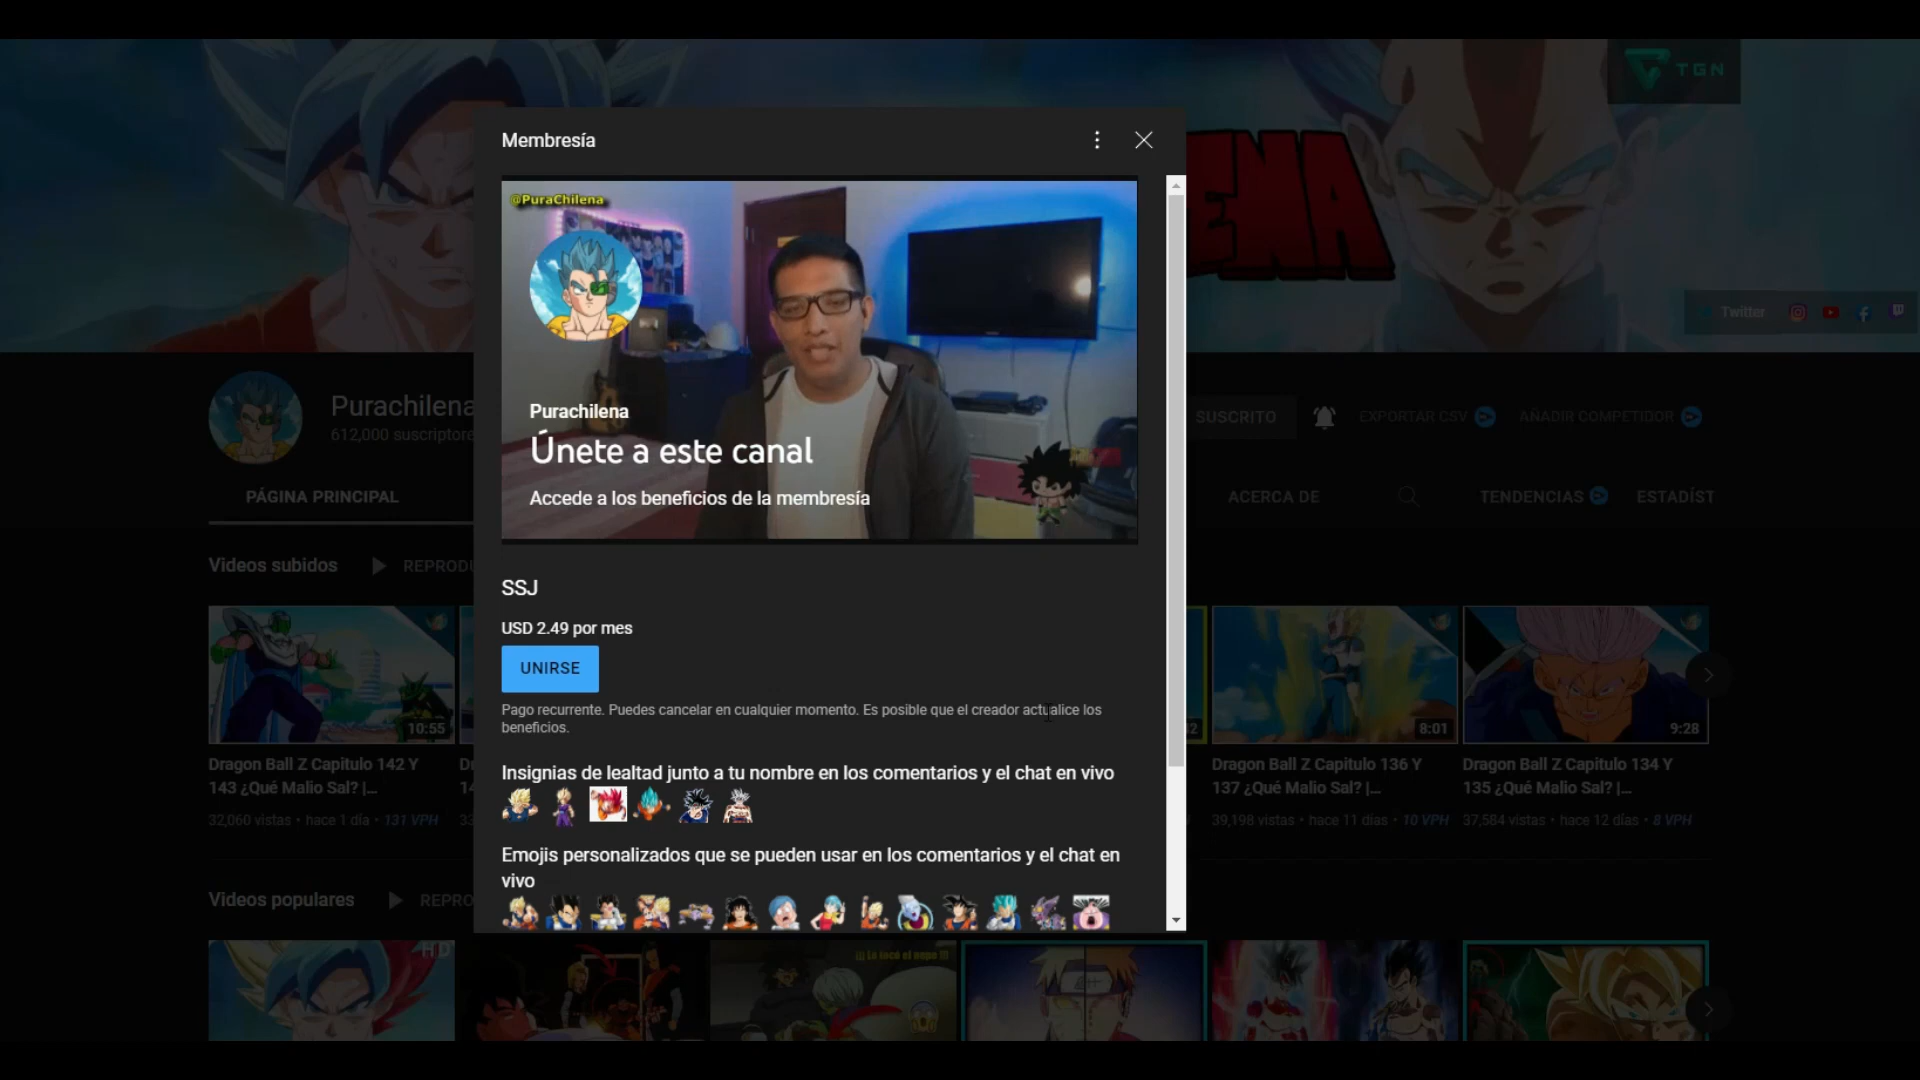 TGN
ENA
Twitter
Membresía
@PuraChilena
Purachilena
Únete a este canal
Accede a los beneficios de la membresía
Purachilena
612,000 suscriptore
SUSCRITO
EXPORTAR CSV
AÑADIR COMPETIDOR
PÁGINA PRINCIPAL
ACERCA DE
TENDENCIAS
ESTADÍST
SSJ
USD 2.49 por mes
UNIRSE
Pago recurrente. Puedes cancelar en cualquier momento. Es posible que el creador actualice los
beneficios.
Insignias de lealtad junto a tu nombre en los comentarios y el chat en vivo
Emojis personalizados que se pueden usar en los comentarios y el chat en
vivo
Videos subidos
REPRODU
10:55
8:01
9:28
Dragon Ball Z Capitulo 142 Y
143 ¿Qué Malio Sal? |...
32,060 vistas • hace 1 día • 131 VPH
Dragon Ball Z Capitulo 136 Y
137 ¿Qué Malio Sal? |...
39,198 vistas • hace 11 días • 10 VPH
Dragon Ball Z Capitulo 134 Y
135 ¿Qué Malio Sal? |...
37,584 vistas • hace 12 días • 8 VPH
Videos populares
REPRO
HD